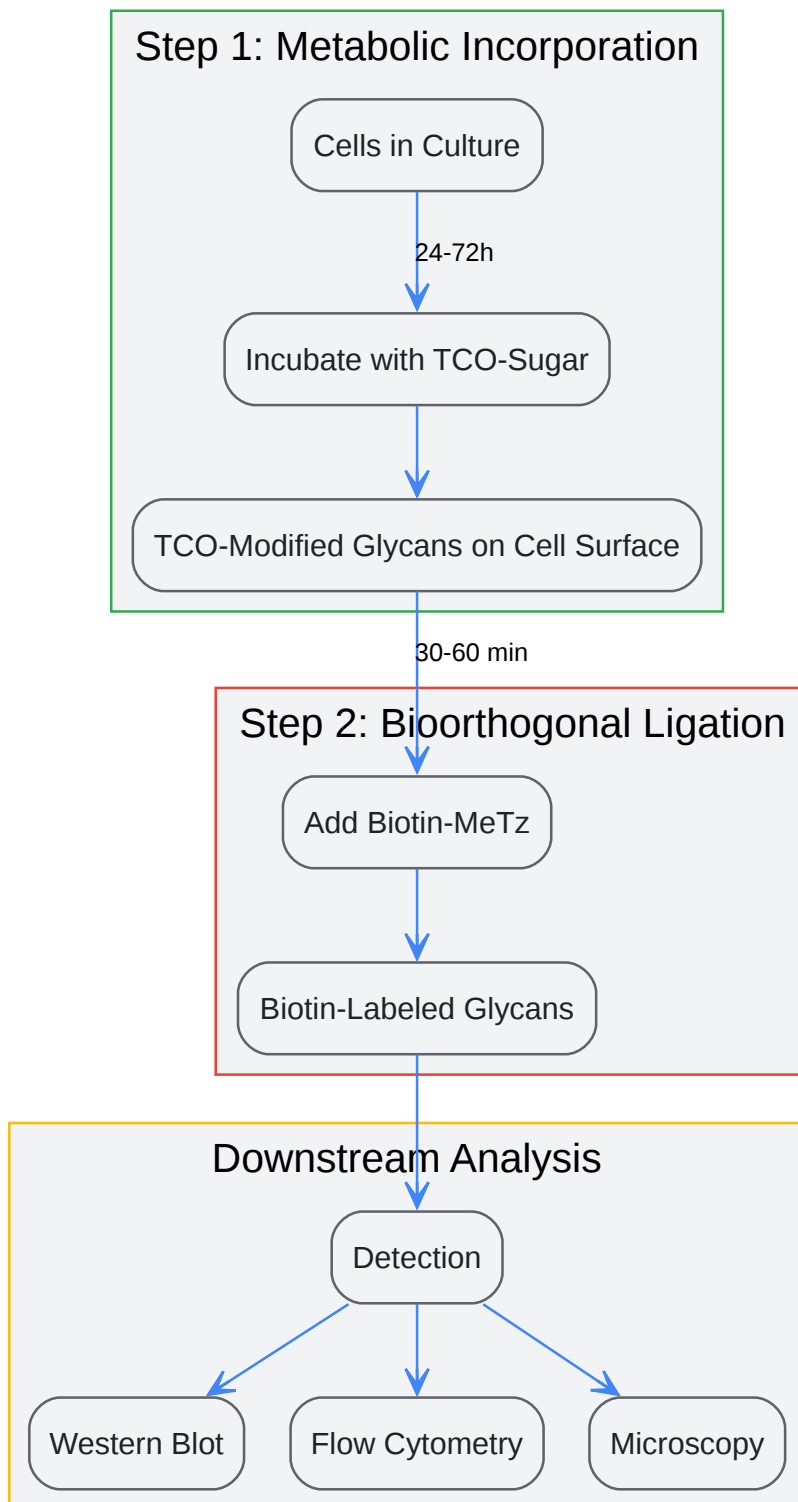 Step 1: Metabolic Incorporation
Cells in Culture
24-72h
Incubate with TCO-Sugar
TCO-Modified Glycans on Cell Surface
30-60 min
Step 2: Bioorthogonal Ligation
Add Biotin-MeTz
Biotin-Labeled Glycans
Downstream Analysis
Detection
Western Blot
Flow Cytometry
Microscopy